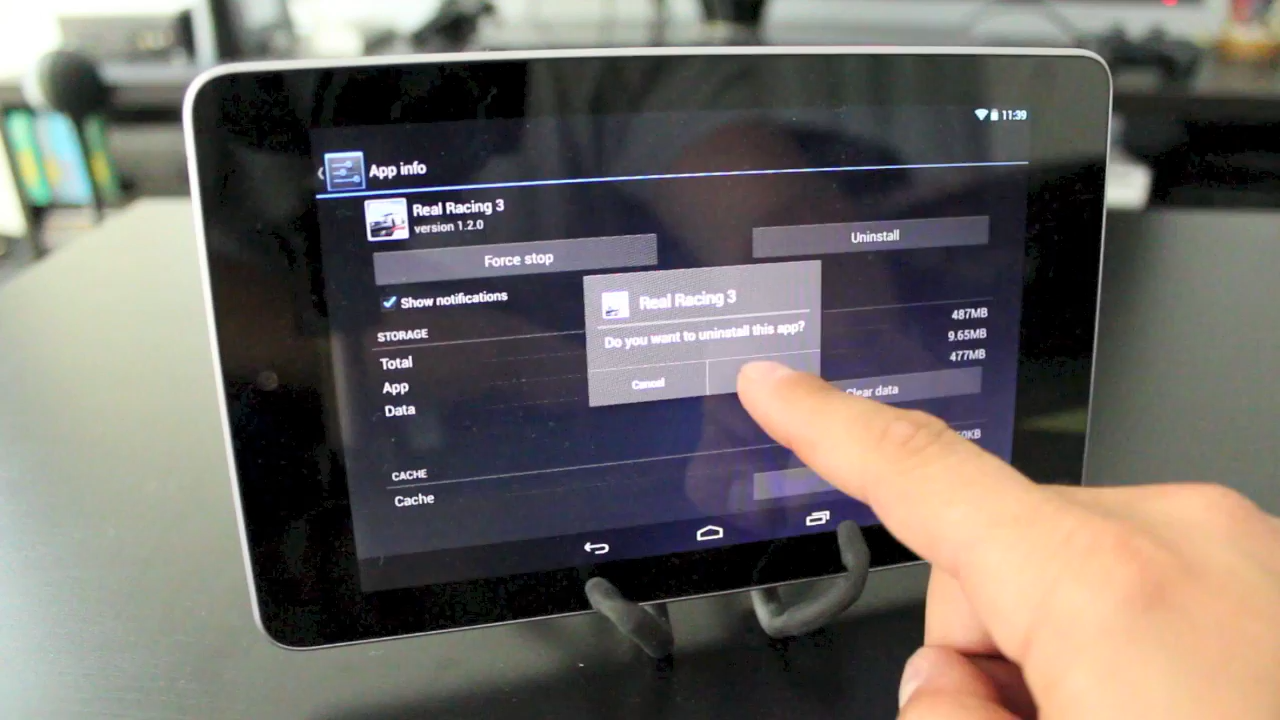 11:39
App info
Real Racing 3
version 1.2.0
Force stop
Uninstall
Show notifications
Real Racing 3
Do you want to uninstall this app?
Cancel
STORAGE
Total 487MB
App 9.65MB
Data 477MB
Clear data
CACHE
Cache